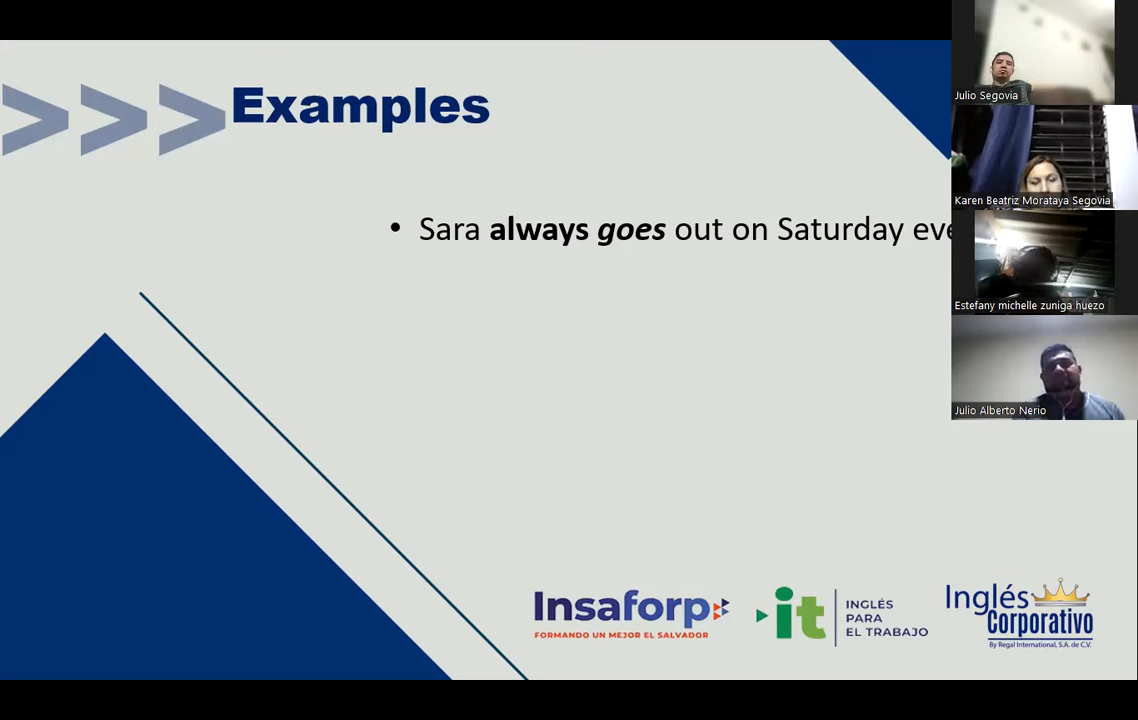 Examples
• Sara always goes out on Saturday
Julio Segovia
Karen Beatriz Morataya Segovia
Estefany michelle zuniga huezo
Julio Alberto Nerio
Insaforp
FORMANDO UN MEJOR EL SALVADOR
it
INGLÉS
PARA
EL TRABAJO
Inglés
Corporativo
By Regal International, S.A. de C.V.